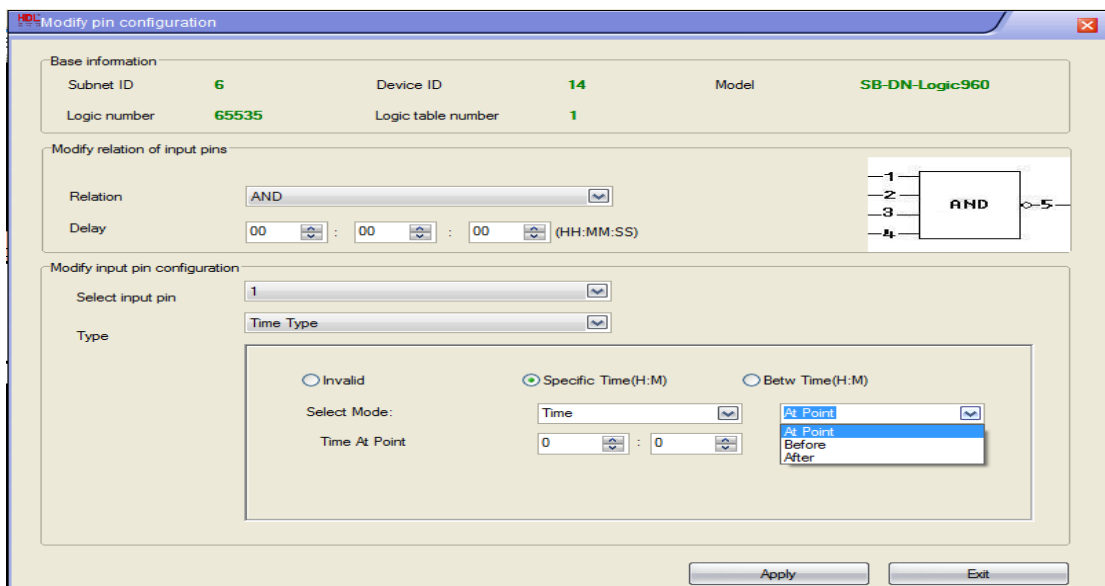 HDL Modify pin configuration
Base information
Subnet ID 6 Device ID 14 Model SB-DN-Logic960
Logic number 65535 Logic table number 1
Modify relation of input pins
Relation AND
Delay 00 : 00 : 00 (HH:MM:SS)
1
2
3
4
AND
5
Modify input pin configuration
Select input pin 1
Type Time Type
Invalid Specific Time(H:M) Betw Time(H:M)
Select Mode: Time At Point
Time At Point 0 : 0
At Point
Before
After
Apply Exit